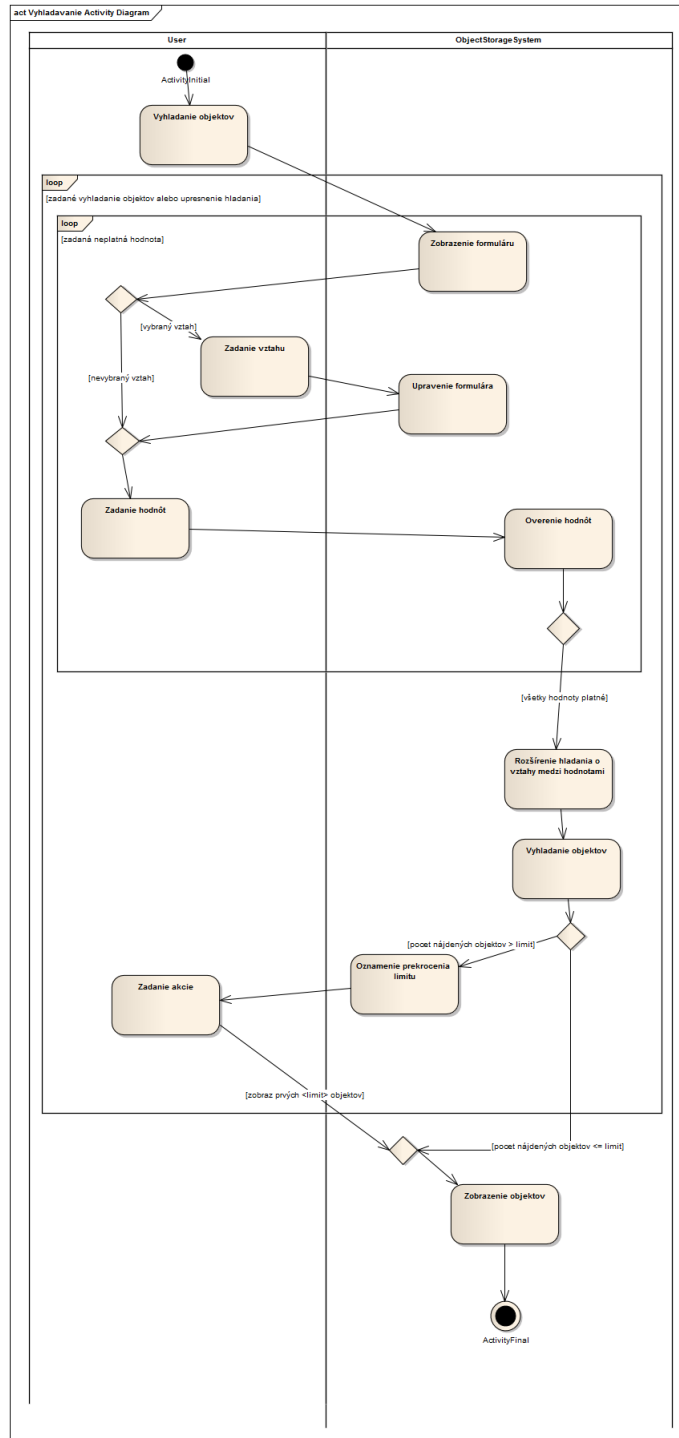 act Vyhladavanie Activity Diagram
User
ObjectStorageSystem
ActivityInitial
Vyhladanie objektov
loop
[zadané vyhladanie objektov alebo upresnenie hladania]
loop
[zadaná neplatná hodnota]
Zobrazenie formuláru
[vybraný vztah]
Zadanie vztahu
[nevybraný vztah]
Upravenie formulára
Zadanie hodnôt
Overenie hodnôt
[všetky hodnoty platné]
Rozšírenie hladania o
vztahy medzi hodnotami
Vyhladanie objektov
[pocet nájdených objektov > limit]
Oznamenie prekrocenia
limitu
Zadanie akcie
[zobraz prvých <limit> objektov]
[pocet nájdených objektov <= limit]
Zobrazenie objektov
ActivityFinal